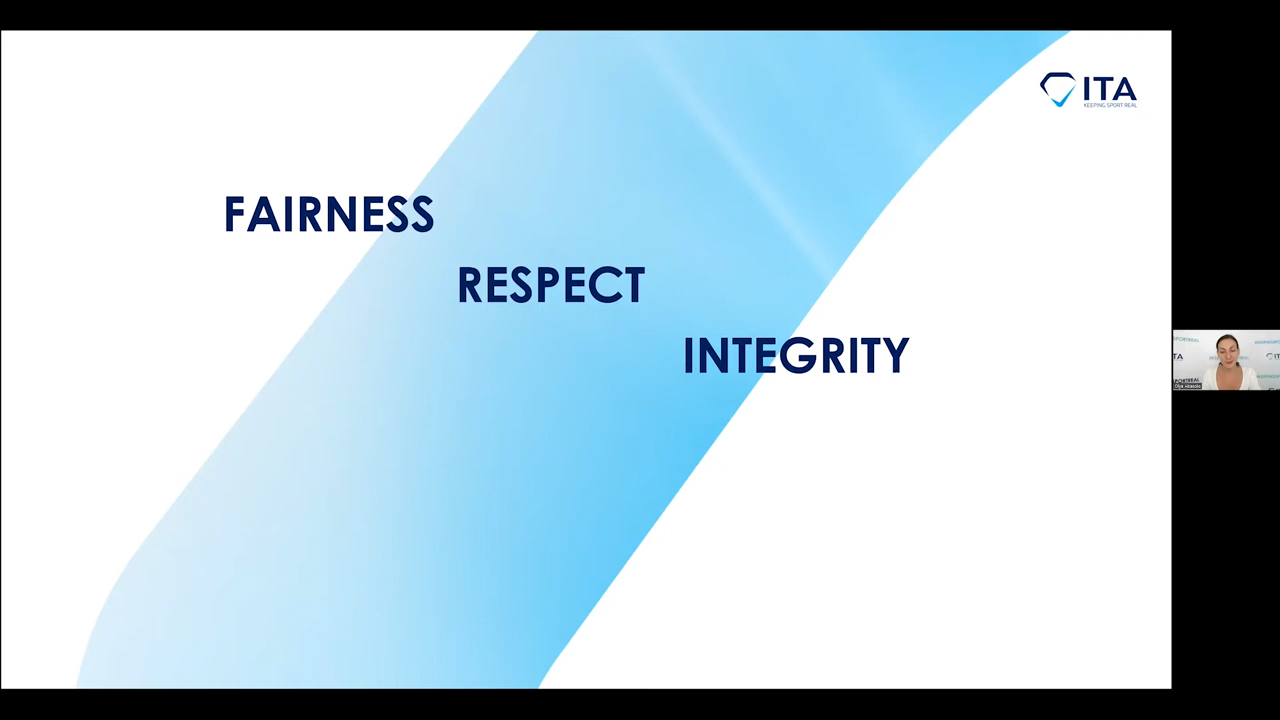 ITA
KEEPING SPORT REAL
FAIRNESS
RESPECT
INTEGRITY